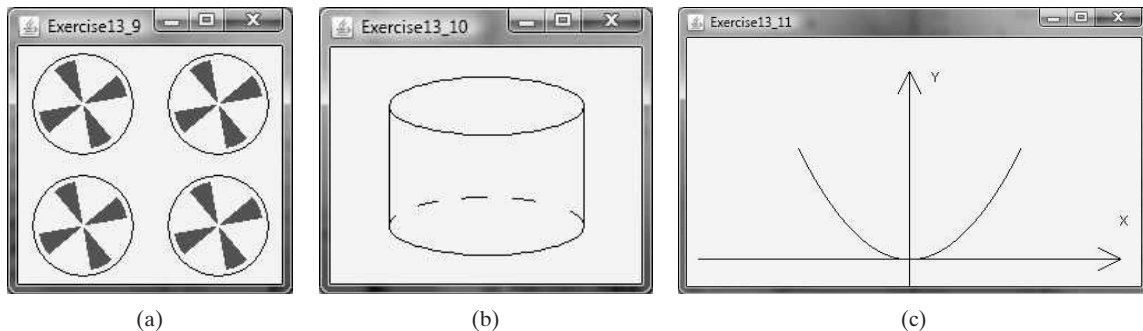 Exercise13_9
Exercise13_10
Exercise13_11
Y
X
(a)
(b)
(c)